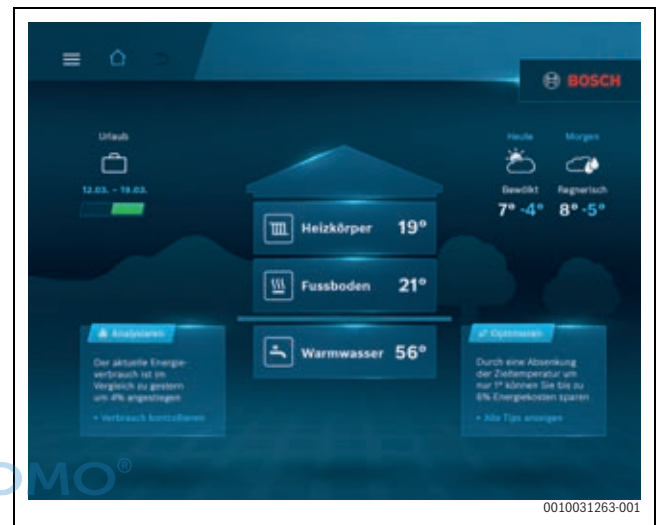 BOSCH
Urlaub
12.03. - 19.03.
Heute Morgen
Bewölkt Regnerisch
7° -4° 8° -5°
Heizkörper 19°
Fussboden 21°
Warmwasser 56°
Analysieren
Der aktuelle Energie-
verbrauch ist im
Vergleich zu gestern
um 4% angestiegen
• Verbrauch kontrollieren
Optimieren
Durch eine Absenkung
der Zieltemperatur um
nur 1° können Sie bis zu
6% Energiekosten sparen
• Alle Tips anzeigen
OMO®
0010031263-001